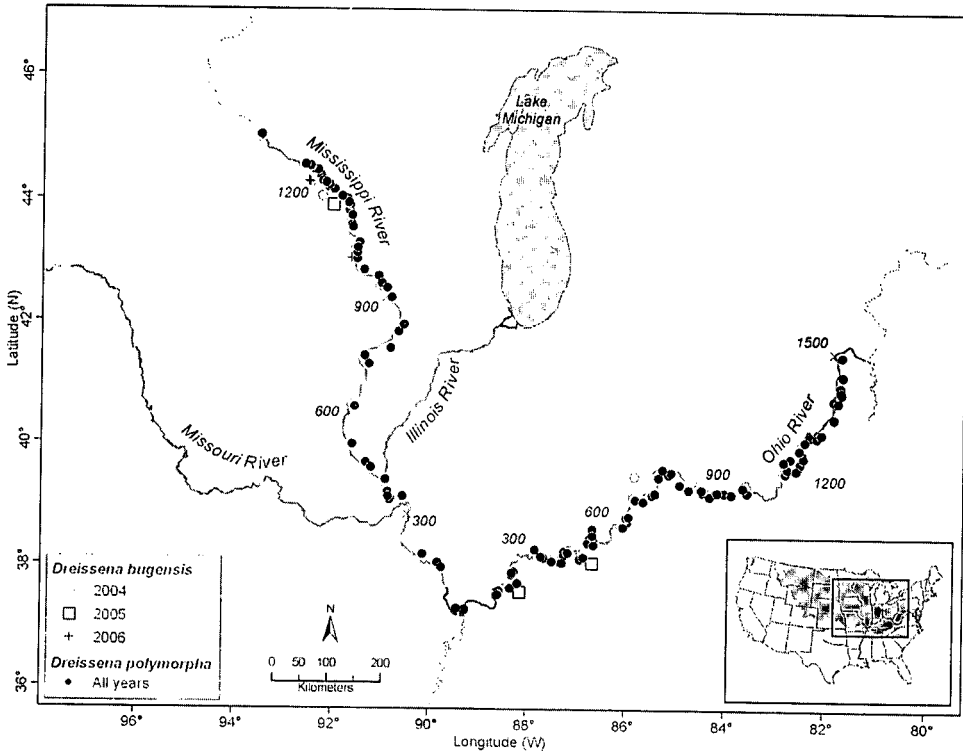 46°
44°
42°
40°
38°
36°
Latitude (N)
Lake
Michigan
Mississippi River
1200
900
600
300
Illinois River
Missouri River
1500
Ohio River
1200
900
600
300
Dreissena bugensis
2004
2005
2006
Dreissena polymorpha
All years
N
0 50 100 200
Kilometers
96° 94° 92° 90° 88° 86° 84° 82° 80°
Longitude (W)